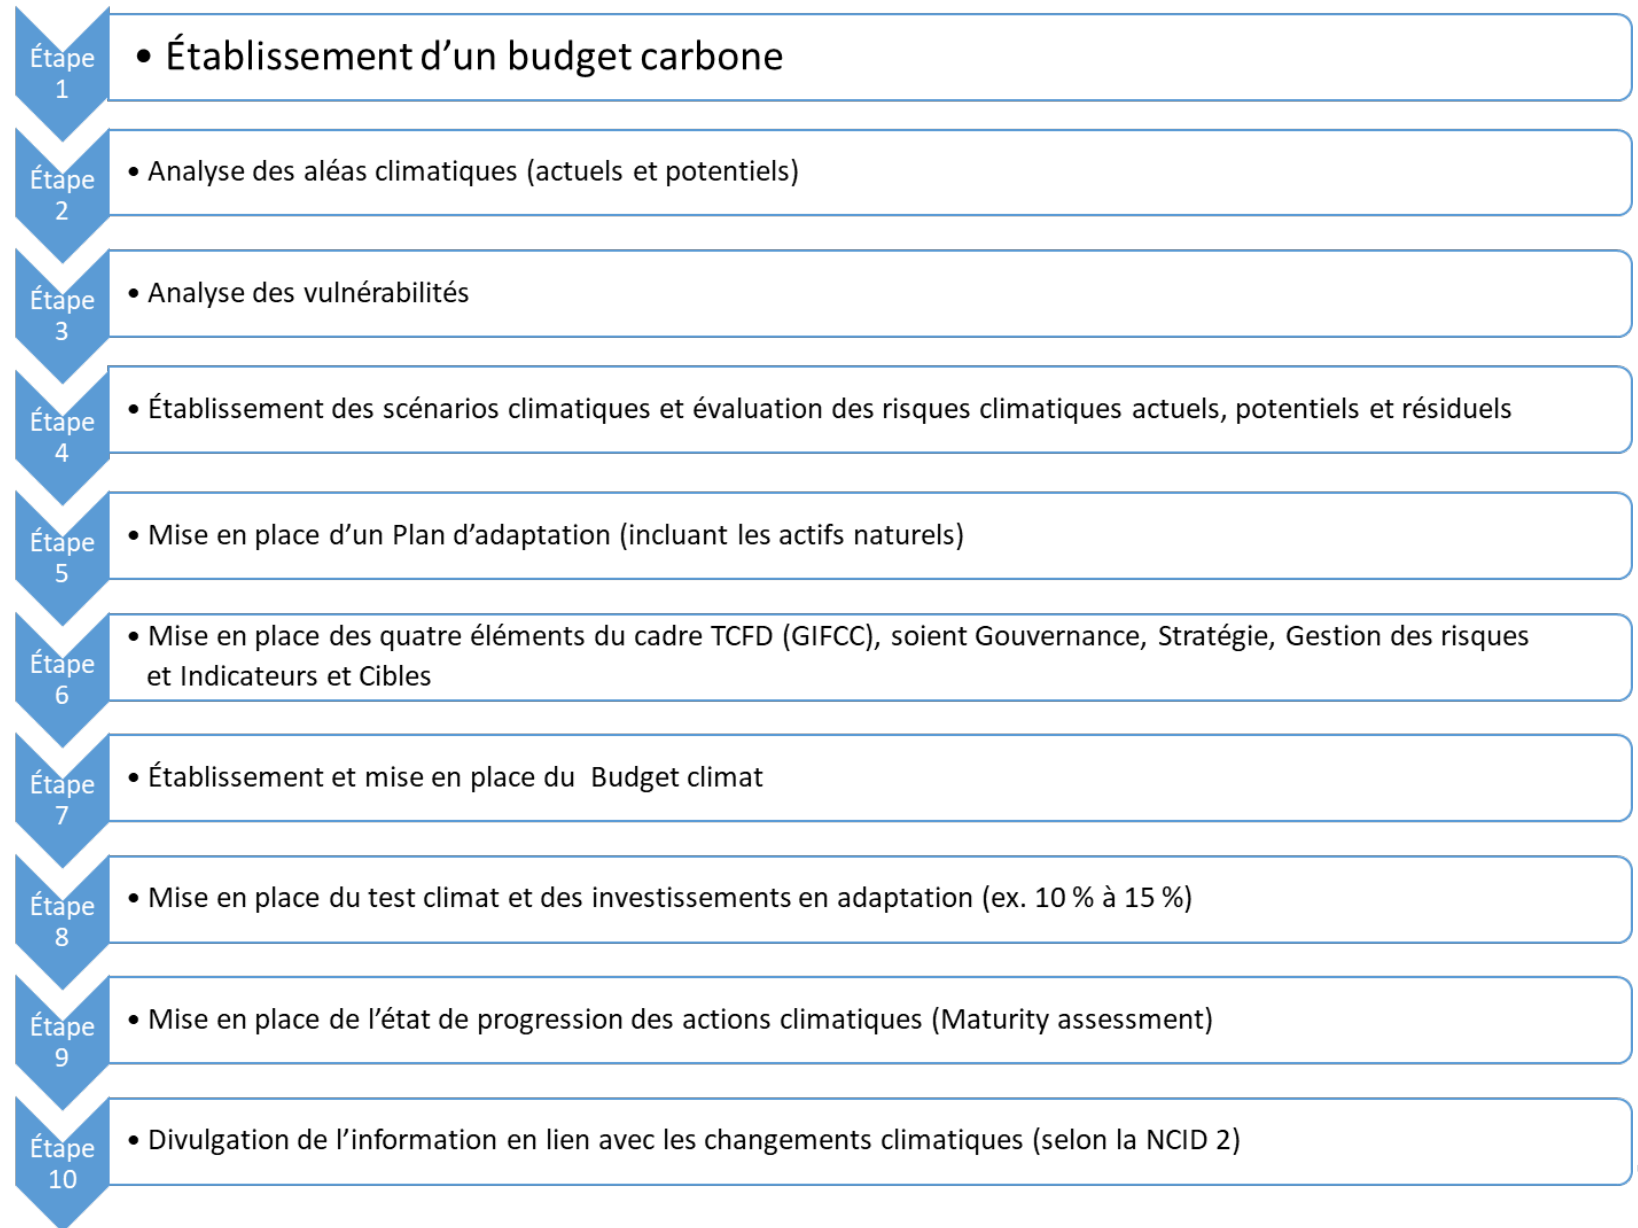 Étape
1
• Établissement d’un budget carbone
Étape
2
• Analyse des aléas climatiques (actuels et potentiels)
Étape
3
• Analyse des vulnérabilités
Étape
4
• Établissement des scénarios climatiques et évaluation des risques climatiques actuels, potentiels et résiduels
Étape
5
• Mise en place d’un Plan d’adaptation (incluant les actifs naturels)
Étape
6
• Mise en place des quatre éléments du cadre TCFD (GIFCC), soient Gouvernance, Stratégie, Gestion des risques
et Indicateurs et Cibles
Étape
7
• Établissement et mise en place du  Budget climat
Étape
8
• Mise en place du test climat et des investissements en adaptation (ex. 10 % à 15 %)
Étape
9
• Mise en place de l’état de progression des actions climatiques (Maturity assessment)
Étape
10
• Divulgation de l’information en lien avec les changements climatiques (selon la NCID 2)